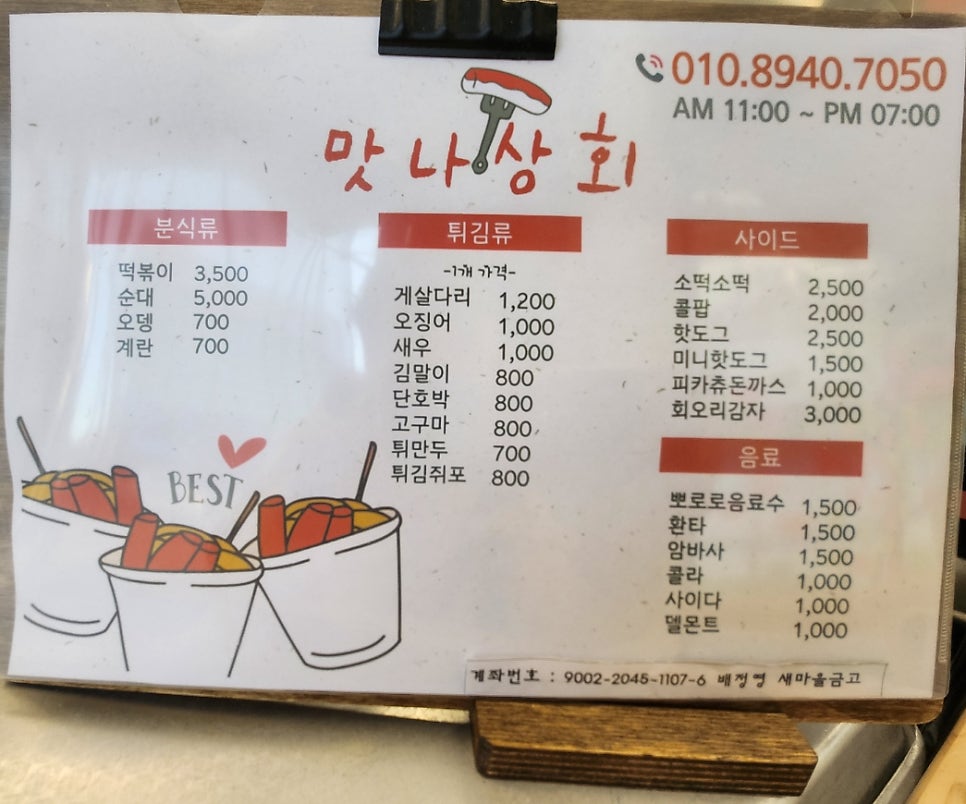 010.8940.7050
AM 11:00 ~ PM 07:00
맛나상회
분식류
떡볶이 3,500
순대 5,000
오뎅 700
계란 700
BEST
튀김류
-1개 가격-
게살다리 1,200
오징어 1,000
새우 1,000
김말이 800
단호박 800
고구마 800
튀만두 700
튀김쥐포 800
사이드
소떡소떡 2,500
콜팝 2,000
핫도그 2,500
미니핫도그 1,500
피카츄돈까스 1,000
회오리감자 3,000
음료
뽀로로음료수 1,500
환타 1,500
암바사 1,500
콜라 1,000
사이다 1,000
델몬트 1,000
계좌번호 : 9002-2045-1107-6 배정영 새마을금고